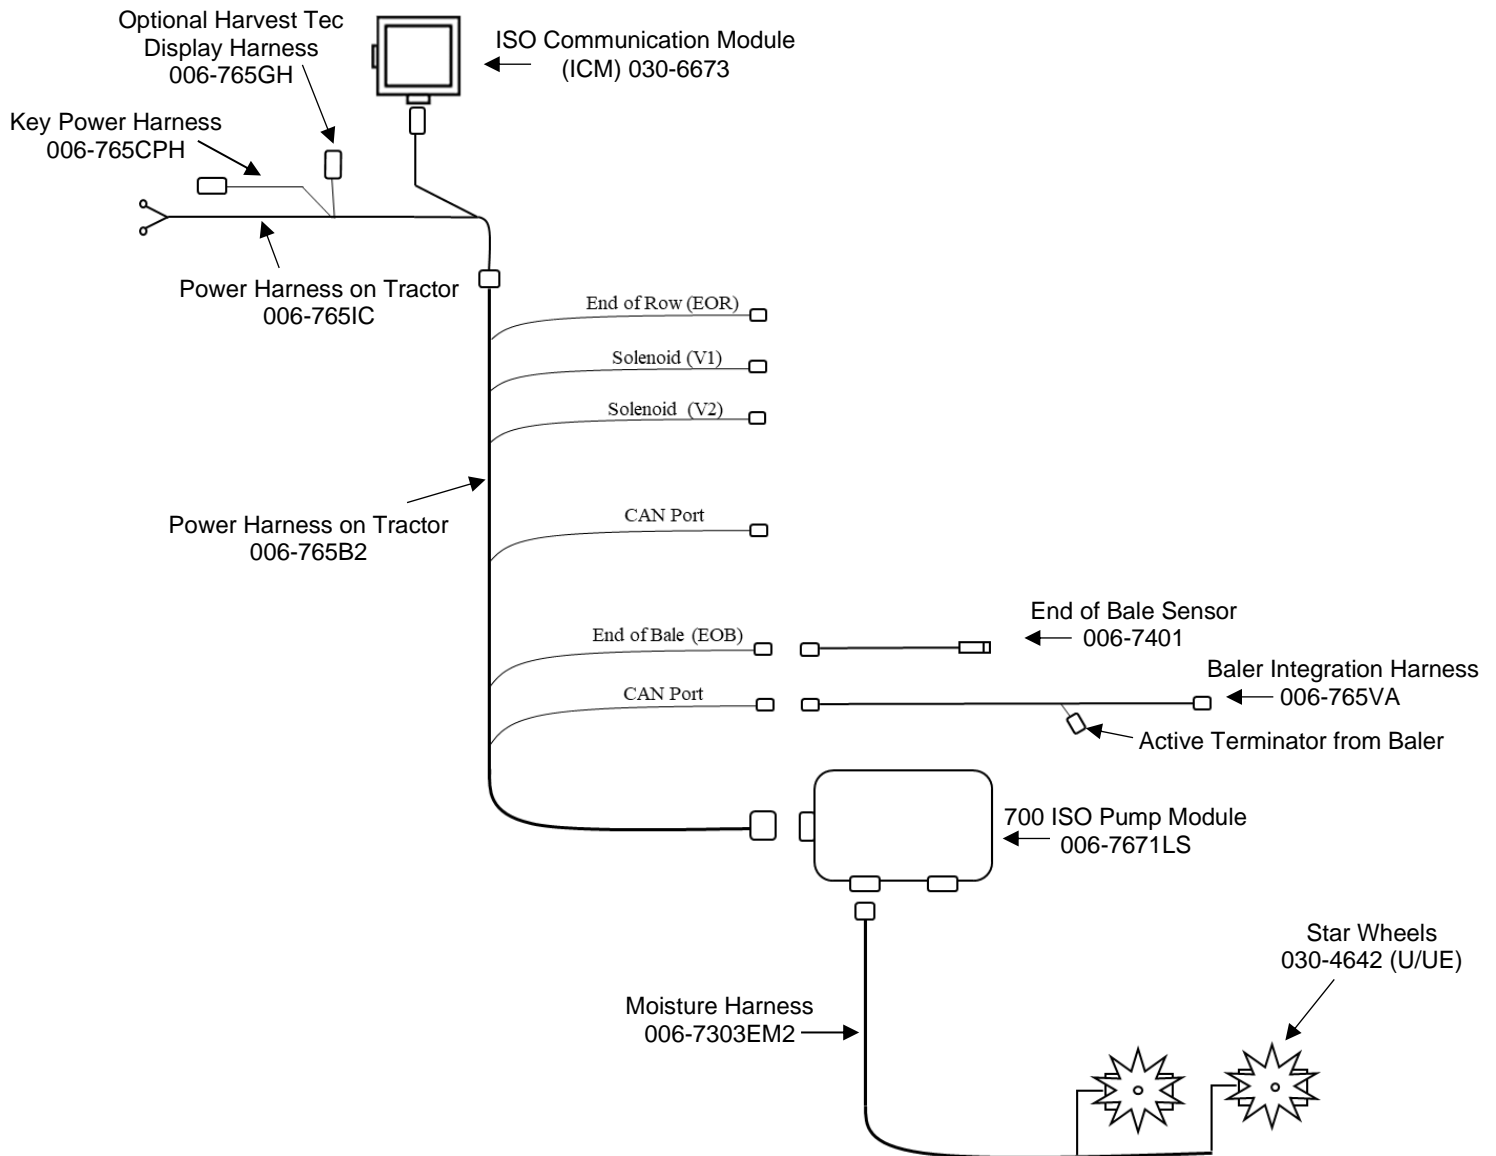 Optional Harvest Tec
Display Harness
006-765GH
ISO Communication Module
(ICM) 030-6673
Key Power Harness
006-765CPH
Power Harness on Tractor
006-765IC
End of Row (EOR)
Solenoid (V1)
Solenoid (V2)
Power Harness on Tractor
006-765B2
CAN Port
End of Bale (EOB)
End of Bale Sensor
006-7401
CAN Port
Baler Integration Harness
006-765VA
Active Terminator from Baler
700 ISO Pump Module
006-7671LS
Moisture Harness
006-7303EM2
Star Wheels
030-4642 (U/UE)